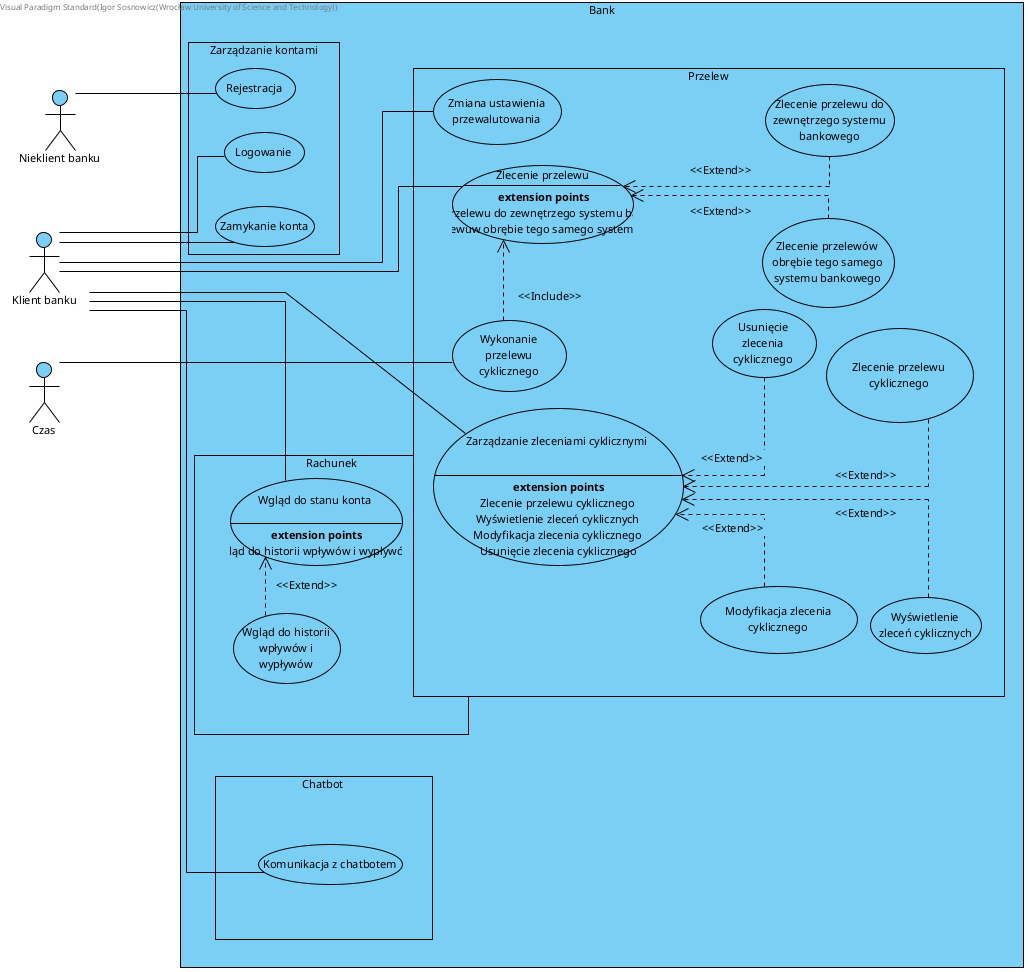 Visual Paradigm Standard(Igor Sosnowicz(Wrocław University of Science and Technology))
Bank
Zarządzanie kontami
Rejestracja
Logowanie
Zamykanie konta
Nieklient banku
Klient banku
Czas
Przelew
Zmiana ustawienia
przewalutowania
Zlecenie przelewu do
zewnętrzego systemu
bankowego
<<Extend>>
Zlecenie przelewu
extension points
rzelewu do zewnętrzego systemu b
ewuw obrębie tego samego system
<<Extend>>
Zlecenie przelewów
obrębie tego samego
systemu bankowego
<<Include>>
Wykonanie
przelewu
cyklicznego
Usunięcie
zlecenia
cyklicznego
Zlecenie przelewu
cyklicznego
Zarządzanie zleceniami cyklicznymi
extension points
Zlecenie przelewu cyklicznego
Wyświetlenie zleceń cyklicznych
Modyfikacja zlecenia cyklicznego
Usunięcie zlecenia cyklicznego
<<Extend>>
<<Extend>>
<<Extend>>
<<Extend>>
Modyfikacja zlecenia
cyklicznego
Wyświetlenie
zleceń cyklicznych
Rachunek
Wgląd do stanu konta
extension points
ląd do historii wpływów i wypływó
<<Extend>>
Wgląd do historii
wpływów i
wypływów
Chatbot
Komunikacja z chatbotem